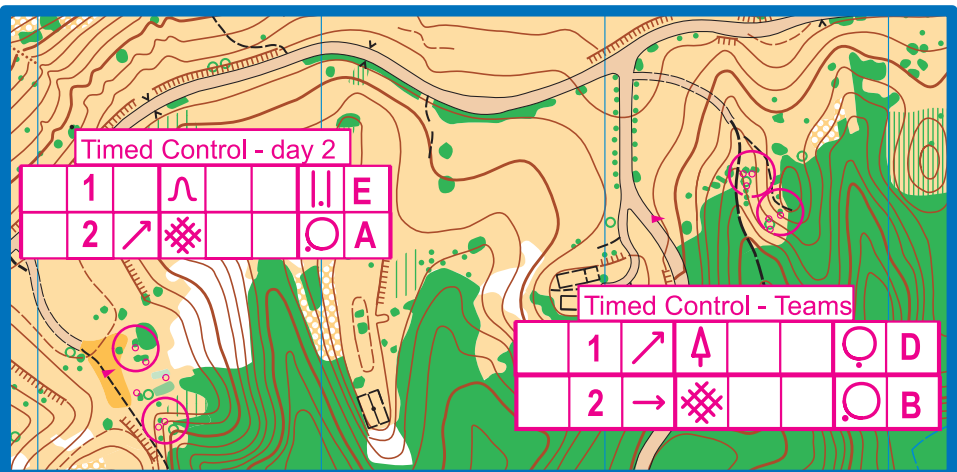 Timed Control - day 2
1 E
2 A
Timed Control - Teams
1 D
2 B